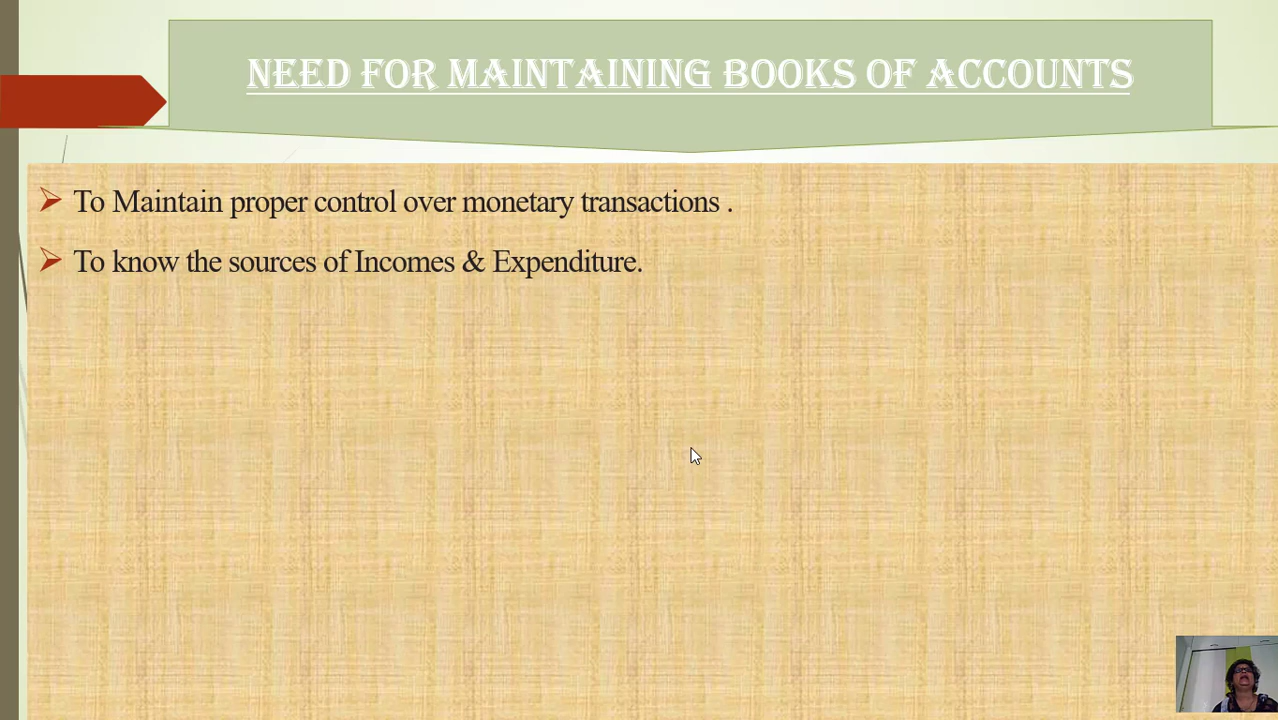 NEED FOR MAINTAINING BOOKS OF ACCOUNTS
To Maintain proper control over monetary transactions .
To know the sources of Incomes & Expenditure.